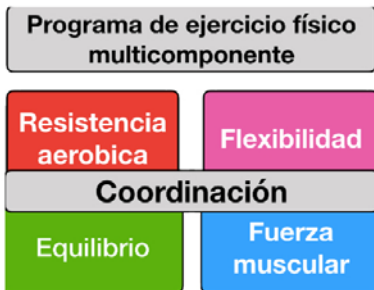 Programa de ejercicio físico
multicomponente
Resistencia
aerobica
Flexibilidad
Coordinación
Equilibrio
Fuerza
muscular